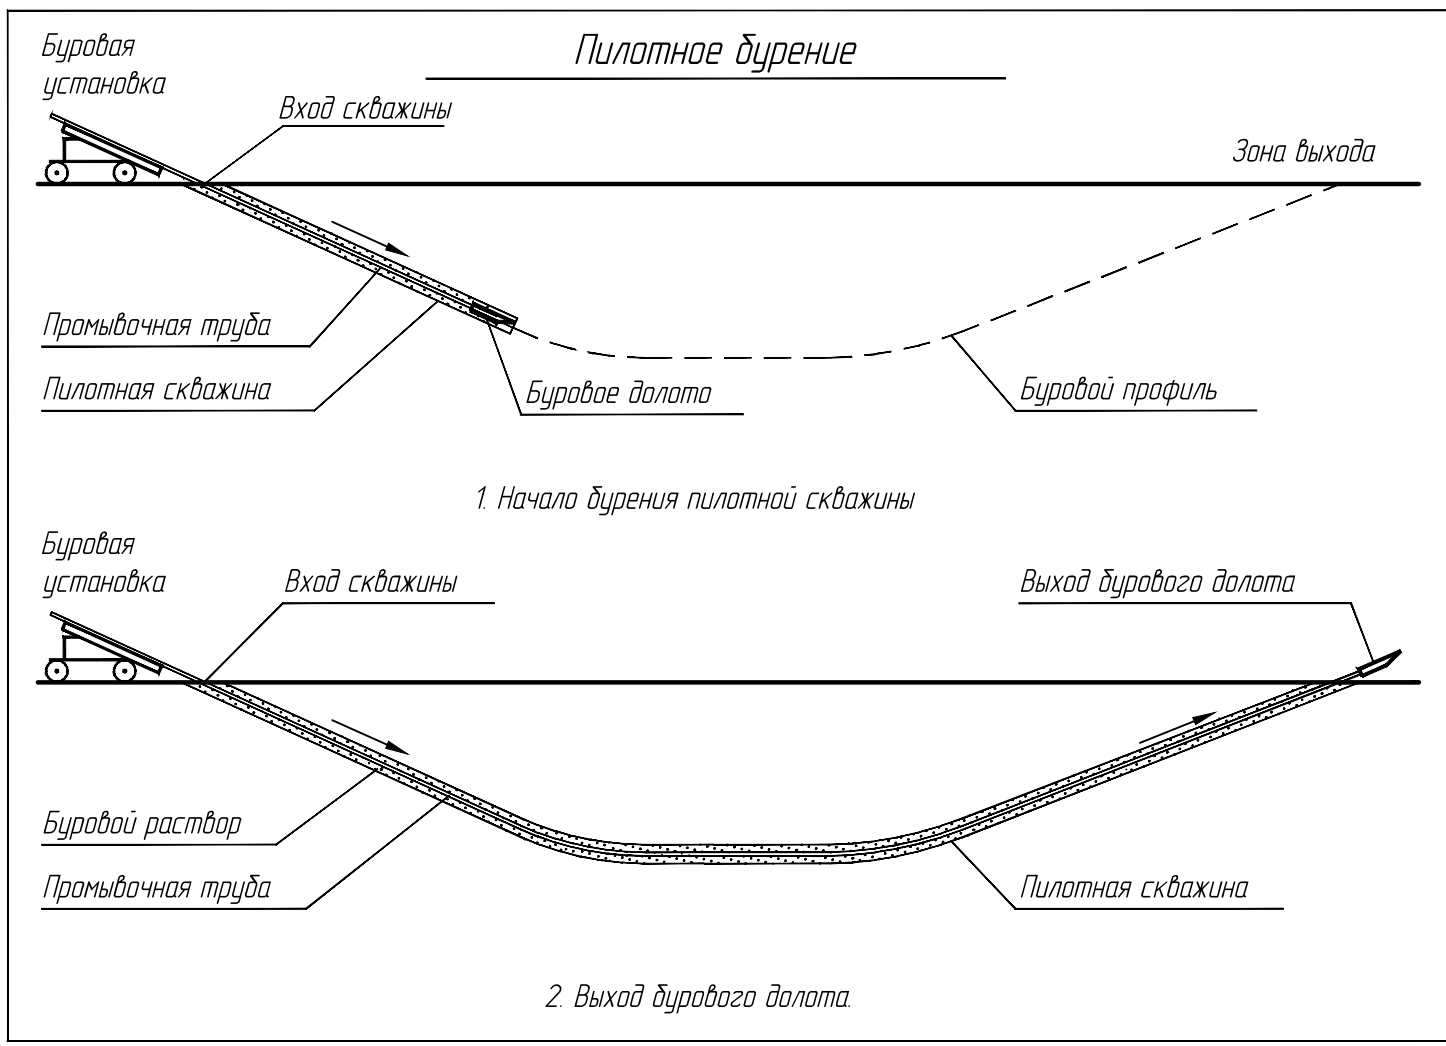 Пилотное бурение
Буровая
установка
Вход скважины
Зона выхода
Промывочная труба
Пилотная скважина
Буровое долото
Буровой профиль
1. Начало бурения пилотной скважины
Буровая
установка
Вход скважины
Выход бурового долота
Буровой раствор
Промывочная труба
Пилотная скважина
2. Выход бурового долота.